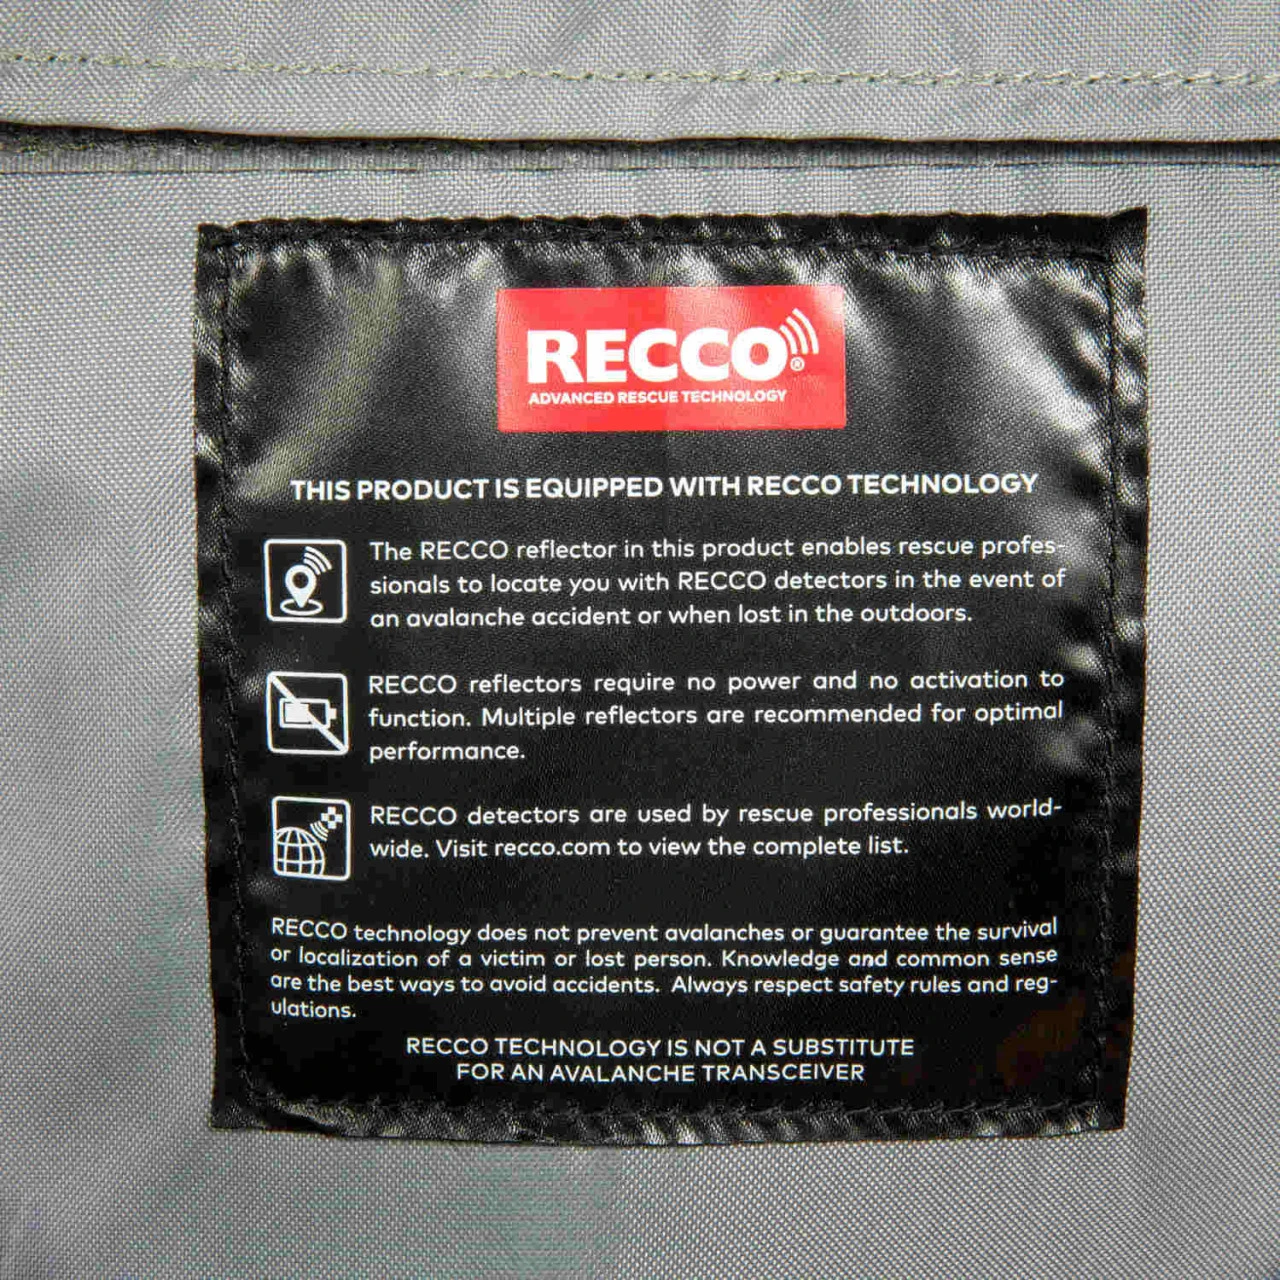 RECCO®
ADVANCED RESCUE TECHNOLOGY
THIS PRODUCT IS EQUIPPED WITH RECCO TECHNOLOGY
The RECCO reflector in this product enables rescue profes-
sionals to locate you with RECCO detectors in the event of
an avalanche accident or when lost in the outdoors.
RECCO reflectors require no power and no activation to
function. Multiple reflectors are recommended for optimal
performance.
RECCO detectors are used by rescue professionals world-
wide. Visit recco.com to view the complete list.
RECCO technology does not prevent avalanches or guarantee the survival
or localization of a victim or lost person. Knowledge and common sense
are the best ways to avoid accidents. Always respect safety rules and reg-
ulations.
RECCO TECHNOLOGY IS NOT A SUBSTITUTE
FOR AN AVALANCHE TRANSCEIVER